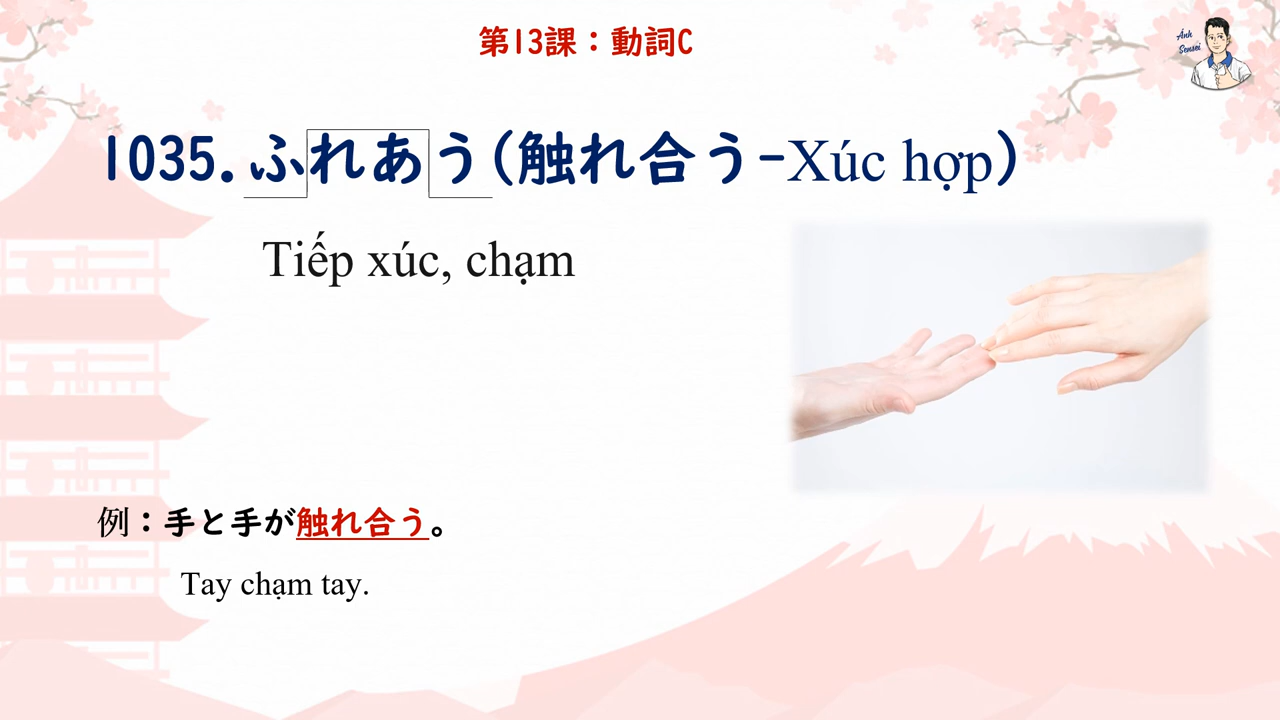 第13課：動詞C
Anh
Sensei
1035.ふれあう(触れ合う-Xúc hợp)
Tiếp xúc, chạm
例：手と手が触れ合う。
Tay chạm tay.